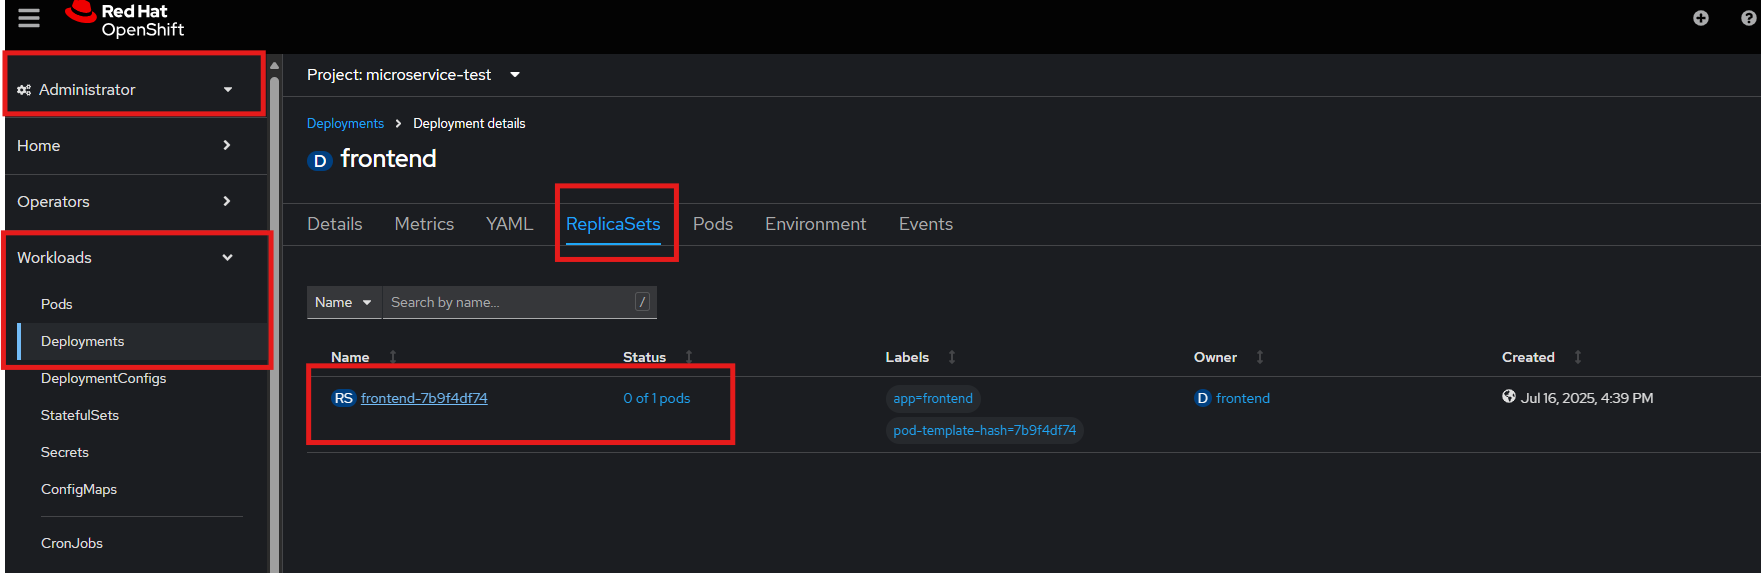 Red Hat
OpenShift
Administrator
Home
Operators
Workloads
Pods
Deployments
DeploymentConfigs
StatefulSets
Secrets
ConfigMaps
CronJobs
Project: microservice-test
Deployments > Deployment details
D frontend
Details Metrics YAML ReplicaSets Pods Environment Events
Name Search by name... /
Name Status Labels Owner Created
RS frontend-7b9f4df74 0 of 1 pods app=frontend D frontend Jul 16, 2025, 4:39 PM
pod-template-hash=7b9f4df74